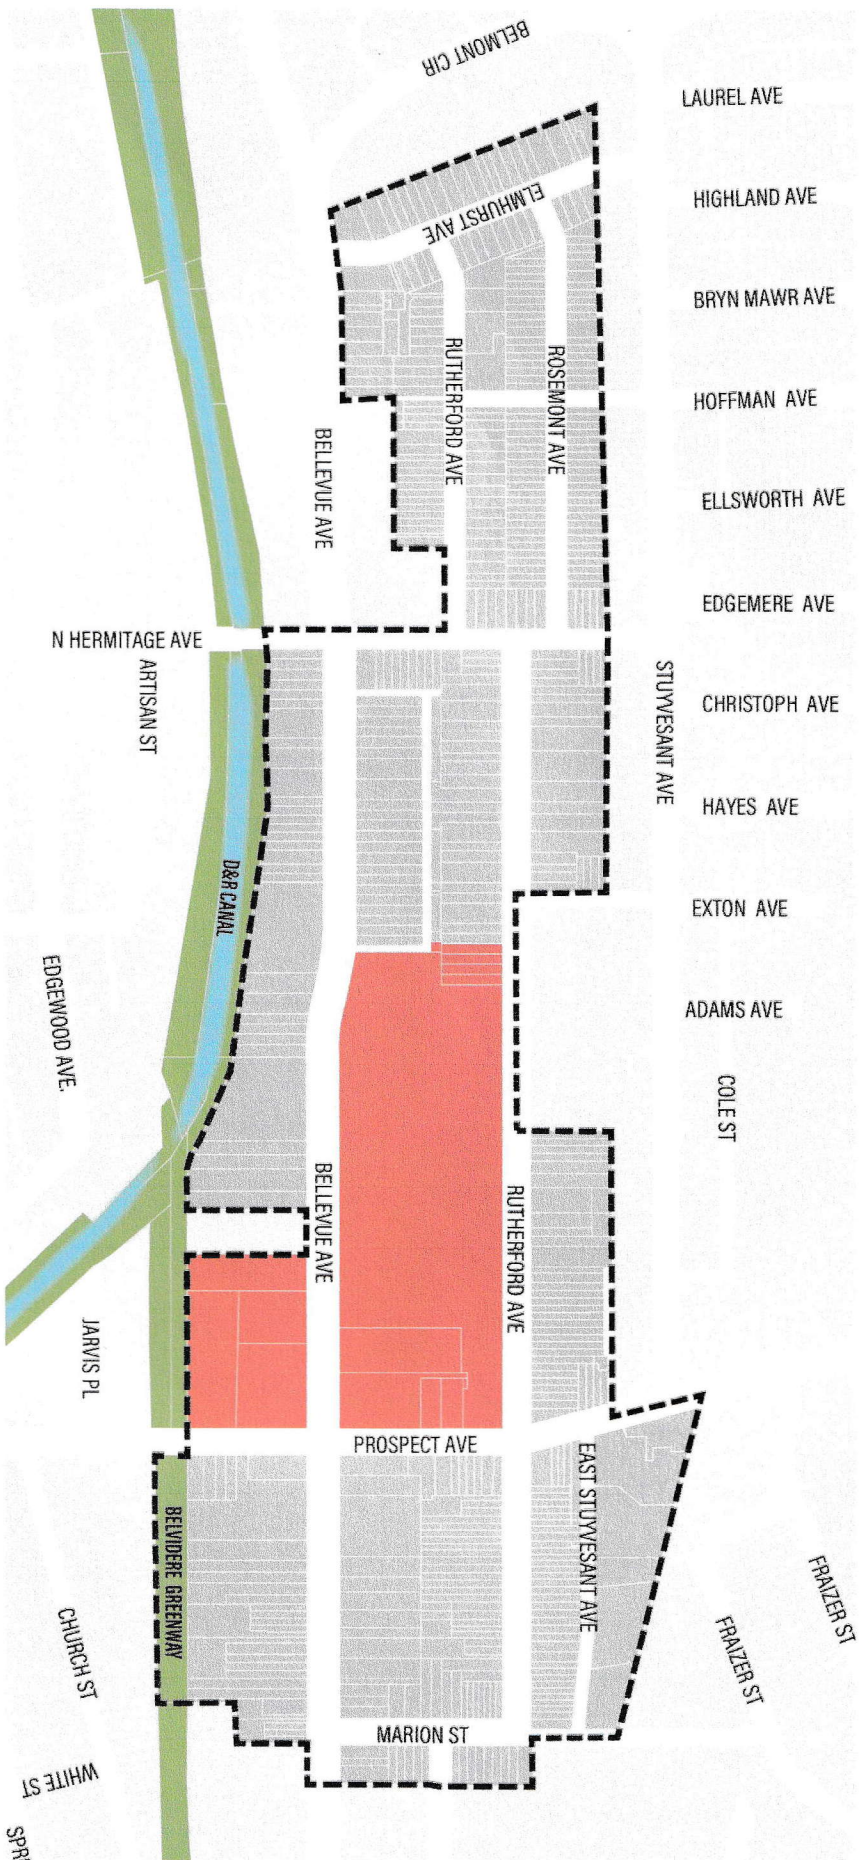 BELMONT CIR
LAUREL AVE
ELMHURST AVE
HIGHLAND AVE
BRYN MAWR AVE
RUTHERFORD AVE
ROSEMONT AVE
HOFFMAN AVE
BELLEVUE AVE
ELLSWORTH AVE
EDGEMERE AVE
N HERMITAGE AVE
ARTISAN ST
STUYVESANT AVE
CHRISTOPH AVE
HAYES AVE
D&R CANAL
EXTON AVE
EDGEWOOD AVE.
ADAMS AVE
COLE ST
BELLEVUE AVE
RUTHERFORD AVE
JARVIS PL
PROSPECT AVE
EAST STUYVESANT AVE
BELVIDERE GREENWAY
FRAIZER ST
FRAIZER ST
CHURCH ST
MARION ST
WHITE ST
SPR